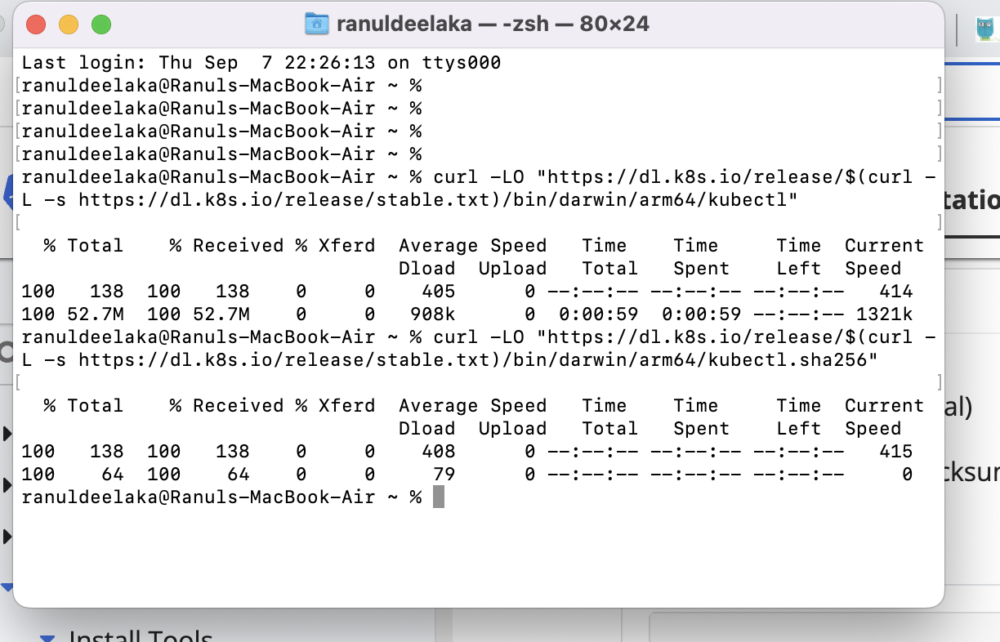 ranuldeelaka — -zsh — 80×24
Last login: Thu Sep  7 22:26:13 on ttys000
[ranuldeelaka@Ranuls-MacBook-Air ~ % ]
[ranuldeelaka@Ranuls-MacBook-Air ~ % ]
[ranuldeelaka@Ranuls-MacBook-Air ~ % ]
[ranuldeelaka@Ranuls-MacBook-Air ~ % ]
ranuldeelaka@Ranuls-MacBook-Air ~ % curl -LO "https://dl.k8s.io/release/$(curl -
L -s https://dl.k8s.io/release/stable.txt)/bin/darwin/arm64/kubectl"
[ ]
  % Total    % Received % Xferd  Average Speed   Time    Time     Time  Current
                                 Dload  Upload   Total   Spent    Left  Speed
100   138  100   138    0     0    405      0 --:--:-- --:--:-- --:--:--   414
100 52.7M  100 52.7M    0     0   908k      0  0:00:59  0:00:59 --:--:-- 1321k
ranuldeelaka@Ranuls-MacBook-Air ~ % curl -LO "https://dl.k8s.io/release/$(curl -
L -s https://dl.k8s.io/release/stable.txt)/bin/darwin/arm64/kubectl.sha256"
[ ]
  % Total    % Received % Xferd  Average Speed   Time    Time     Time  Current
                                 Dload  Upload   Total   Spent    Left  Speed
100   138  100   138    0     0    408      0 --:--:-- --:--:-- --:--:--   415
100    64  100    64    0     0     79      0 --:--:-- --:--:-- --:--:--     0
ranuldeelaka@Ranuls-MacBook-Air ~ %
tatio
al)
cksur
Install Tools